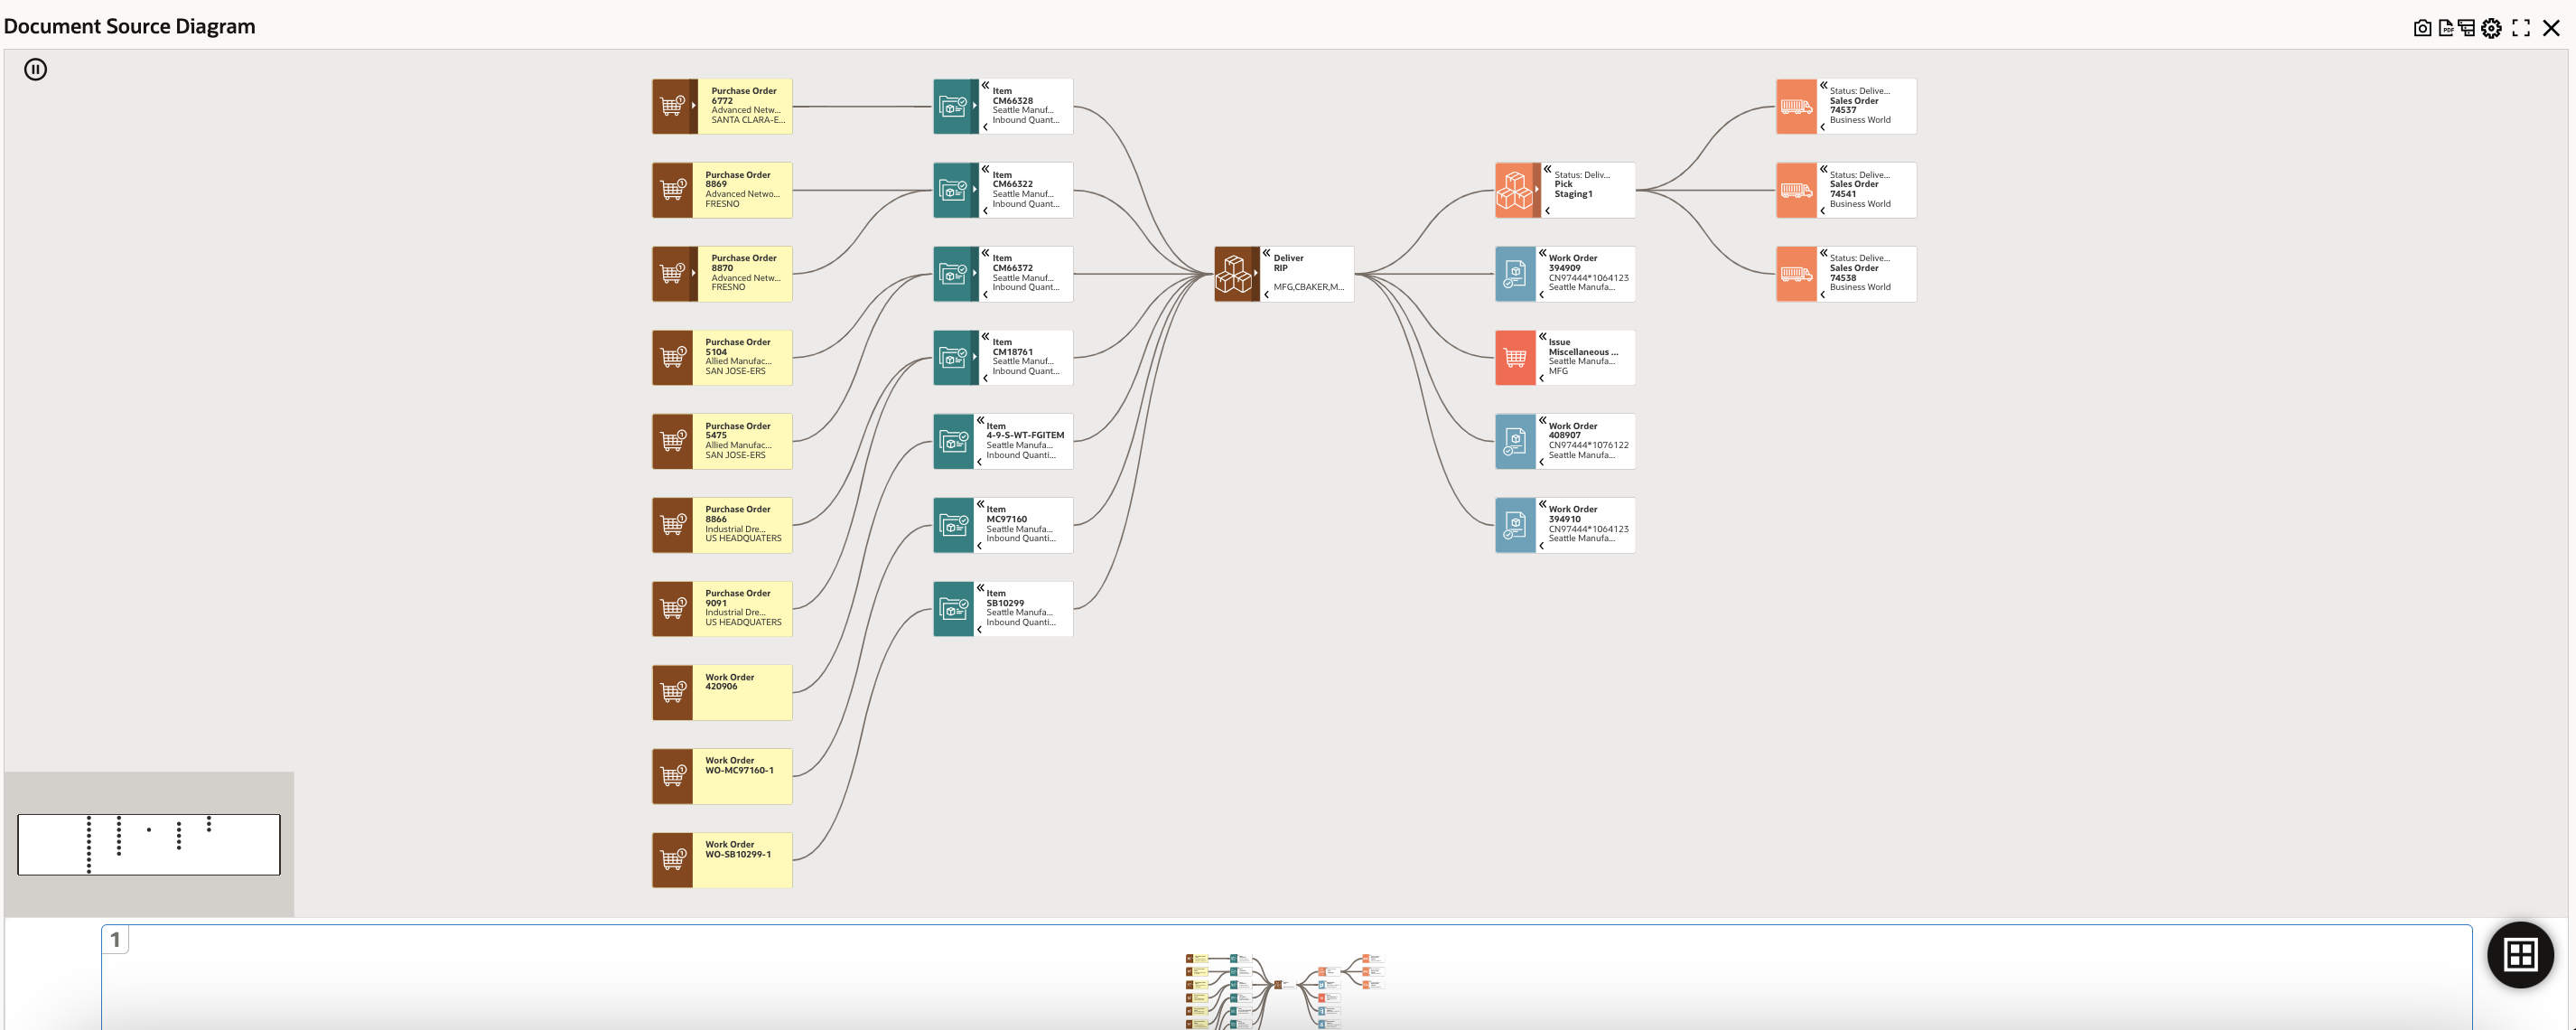 Document Source Diagram
Purchase Order
6772
Advanced Netw...
SANTA CLARA-E...
Item
CM66328
Seattle Manuf...
Inbound Quant...
Status: Delive...
Sales Order
74537
Business World
Purchase Order
8869
Advanced Netwo...
FRESNO
Item
CM66322
Seattle Manuf...
Inbound Quant...
Status: Deliv...
Pick
Staging1
Status: Delive...
Sales Order
74541
Business World
Purchase Order
8870
Advanced Netw...
FRESNO
Item
CM66372
Seattle Manuf...
Inbound Quant...
Deliver
RIP
MFG,CBAKER,M...
Work Order
394909
CN97444*1064123
Seattle Manufa...
Status: Delive...
Sales Order
74538
Business World
Purchase Order
5104
Allied Manufac...
SAN JOSE-ERS
Item
CM18761
Seattle Manuf...
Inbound Quant...
Issue
Miscellaneous ...
Seattle Manufa...
MFG
Purchase Order
5475
Allied Manufac...
SAN JOSE-ERS
Item
4-9-S-WT-FGITEM
Seattle Manufa...
Inbound Quanti...
Work Order
408907
CN97444*1076122
Seattle Manufa...
Purchase Order
8866
Industrial Dre...
US HEADQUATERS
Item
MC97160
Seattle Manufa...
Inbound Quanti...
Work Order
394910
CN97444*1064123
Seattle Manufa...
Purchase Order
9091
Industrial Dre...
US HEADQUATERS
Item
SB10299
Seattle Manufa...
Inbound Quanti...
Work Order
420906
Work Order
WO-MC97160-1
Work Order
WO-SB10299-1
1